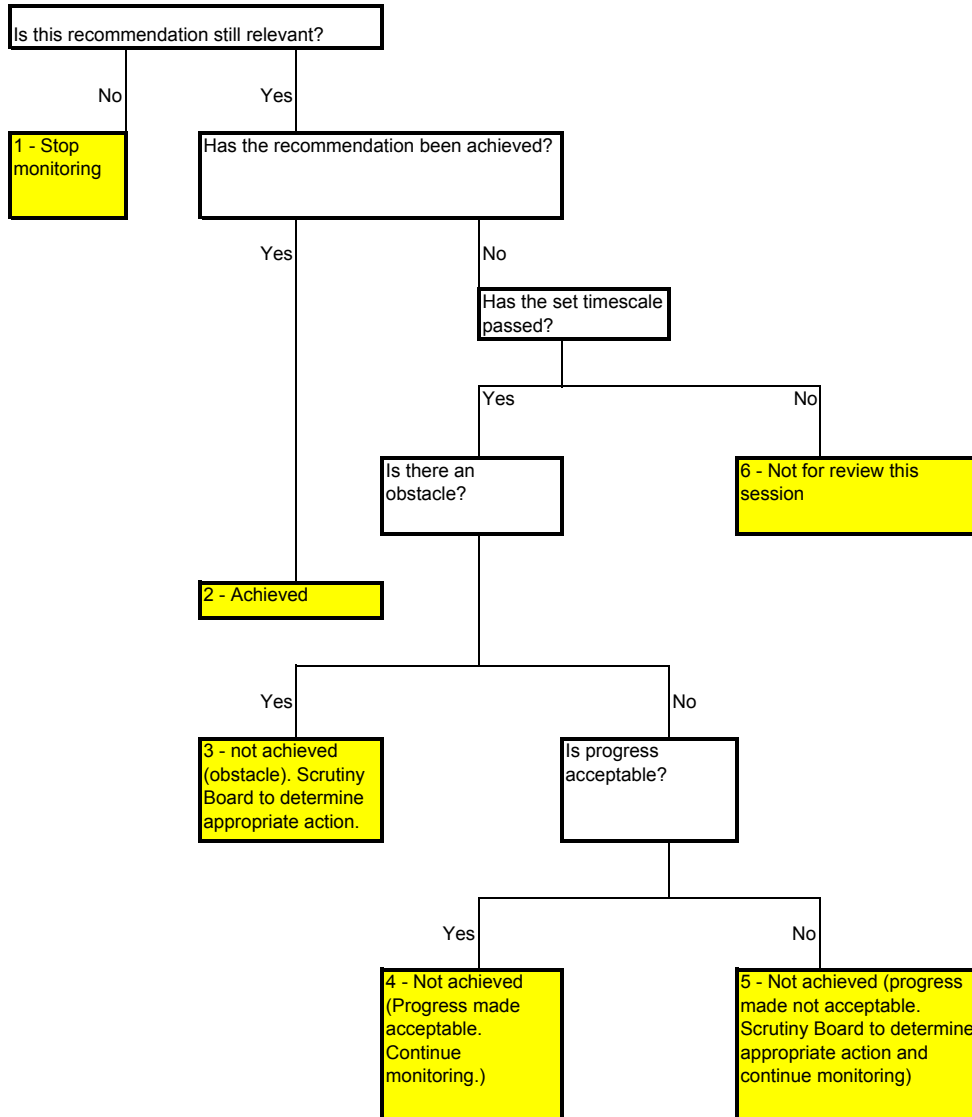 Is this recommendation still relevant?
No
Yes
1 - Stop
monitoring
Has the recommendation been achieved?
Yes
No
Has the set timescale
passed?
Yes
No
Is there an
obstacle?
6 - Not for review this
session
2 - Achieved
Yes
No
3 - not achieved
(obstacle). Scrutiny
Board to determine
appropriate action.
Is progress
acceptable?
Yes
No
4 - Not achieved
(Progress made
acceptable.
Continue
monitoring.)
5 - Not achieved (progress
made not acceptable.
Scrutiny Board to determine
appropriate action and
continue monitoring)